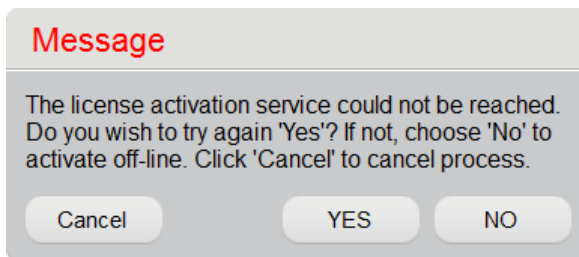 Message
The license activation service could not be reached.
Do you wish to try again 'Yes'? If not, choose 'No' to
activate off-line. Click 'Cancel' to cancel process.
Cancel YES NO